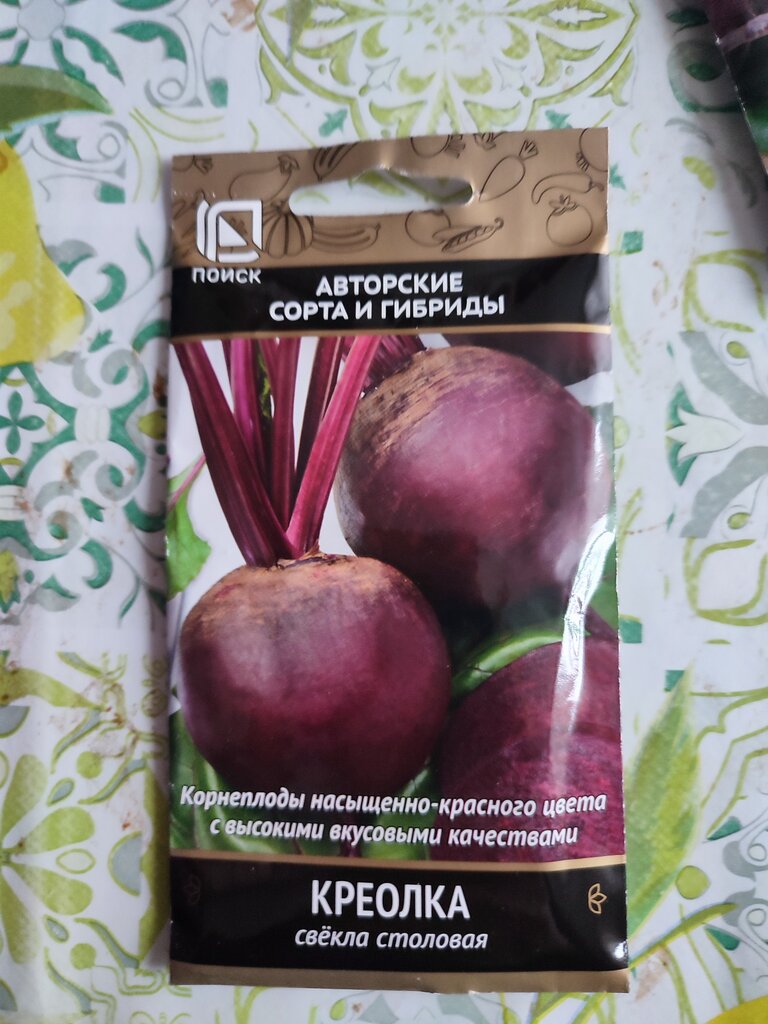 ПОИСК
АВТОРСКИЕ
СОРТА И ГИБРИДЫ
Корнеплоды насыщенно-красного цвета
с высокими вкусовыми качествами
КРЕОЛКА
свёкла столовая